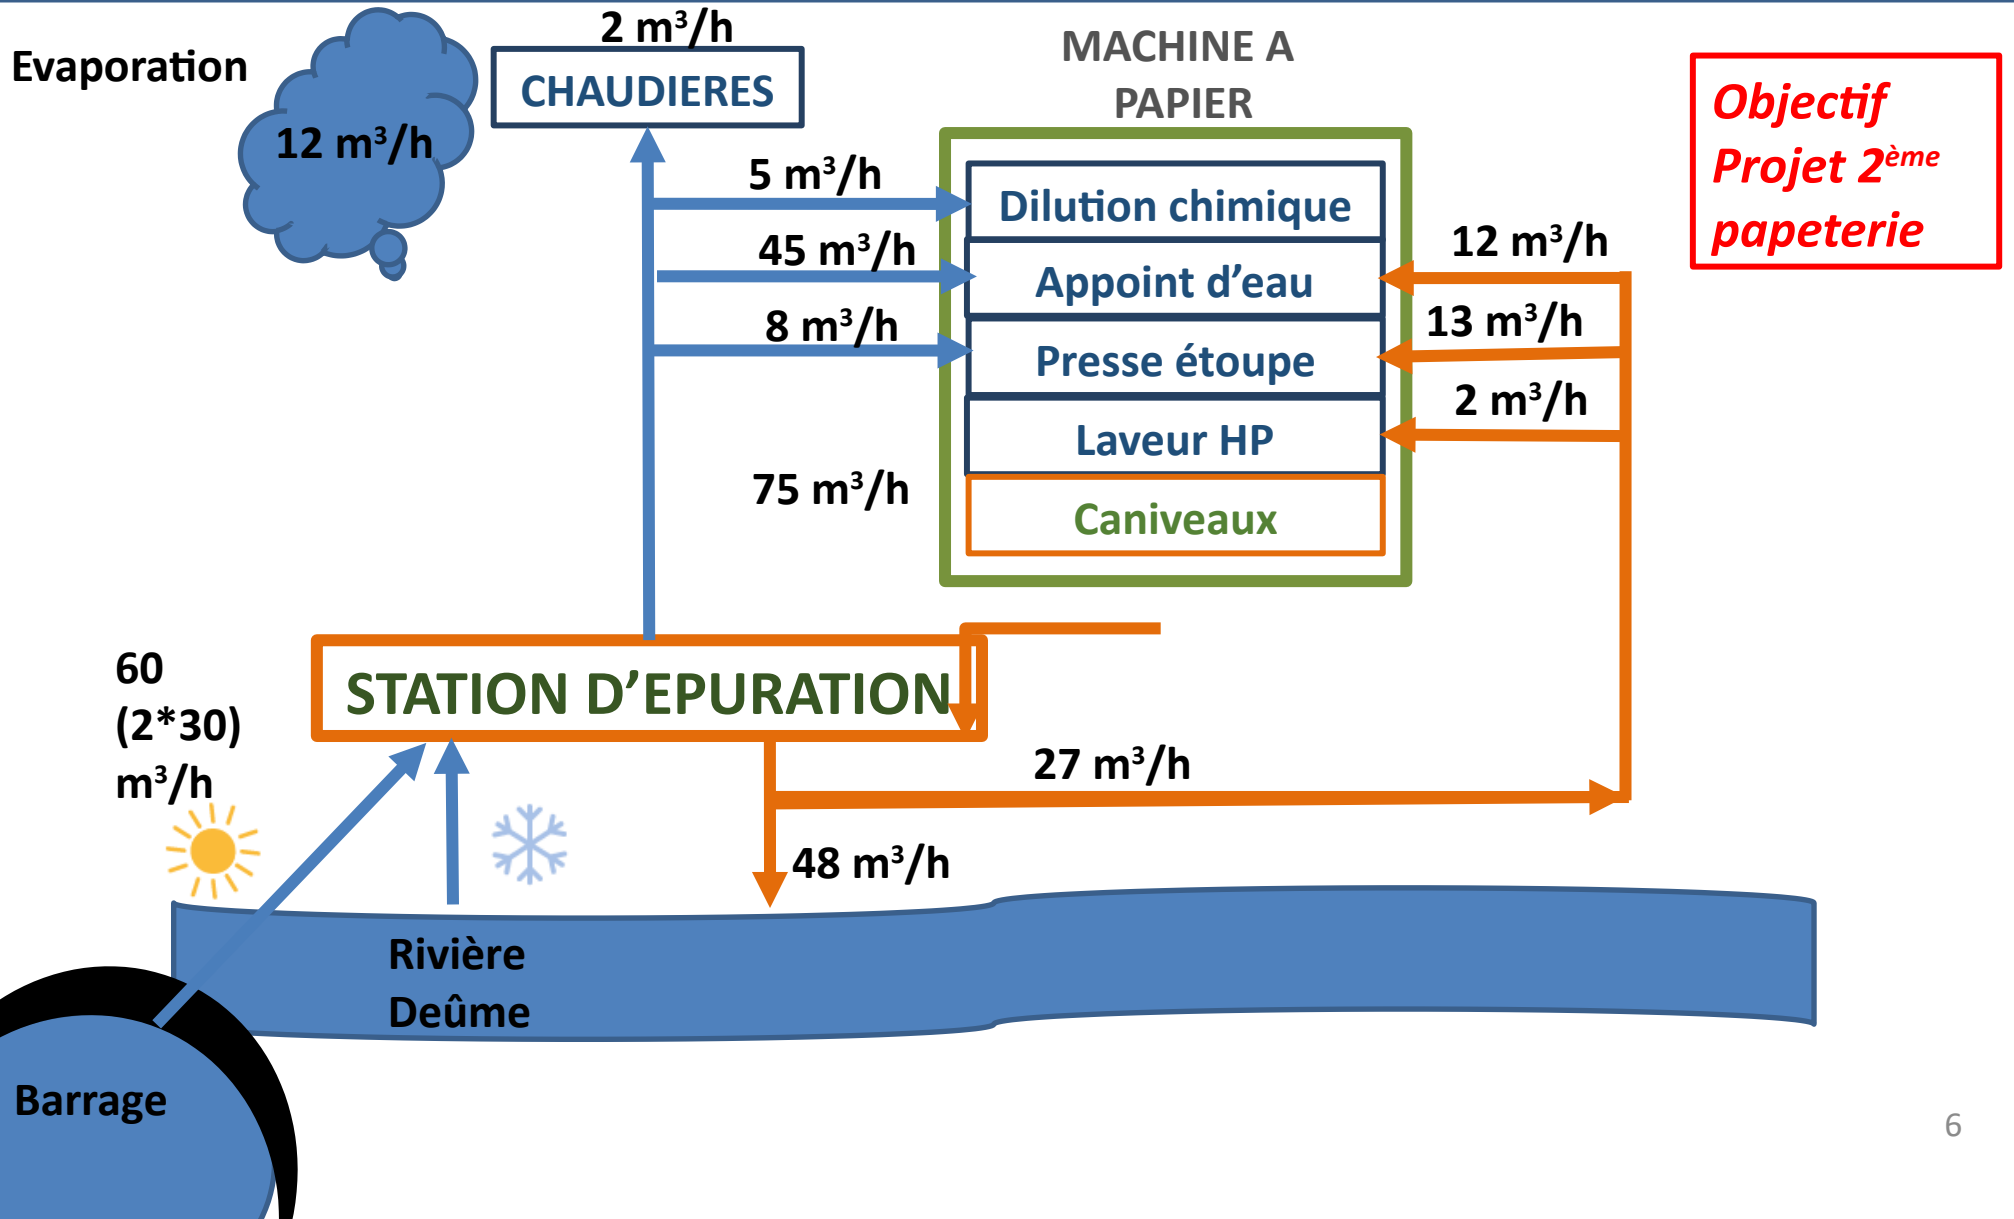 Evaporation
12 m³/h
2 m³/h
CHAUDIERES
MACHINE A
PAPIER
Objectif
Projet 2ème
papeterie
5 m³/h
Dilution chimique
45 m³/h
Appoint d’eau
12 m³/h
8 m³/h
Presse étoupe
13 m³/h
Laveur HP
2 m³/h
75 m³/h
Caniveaux
60
(2*30)
m³/h
STATION D’EPURATION
27 m³/h
48 m³/h
Rivière
Deûme
Barrage
6